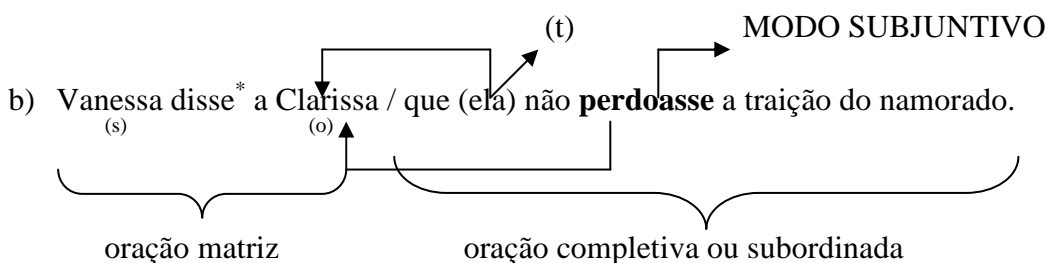 (t) MODO SUBJUNTIVO
b) Vanessa disse* a Clarissa / que (ela) não perdoasse a traição do namorado.
(s) (o)
oração matriz oração completiva ou subordinada